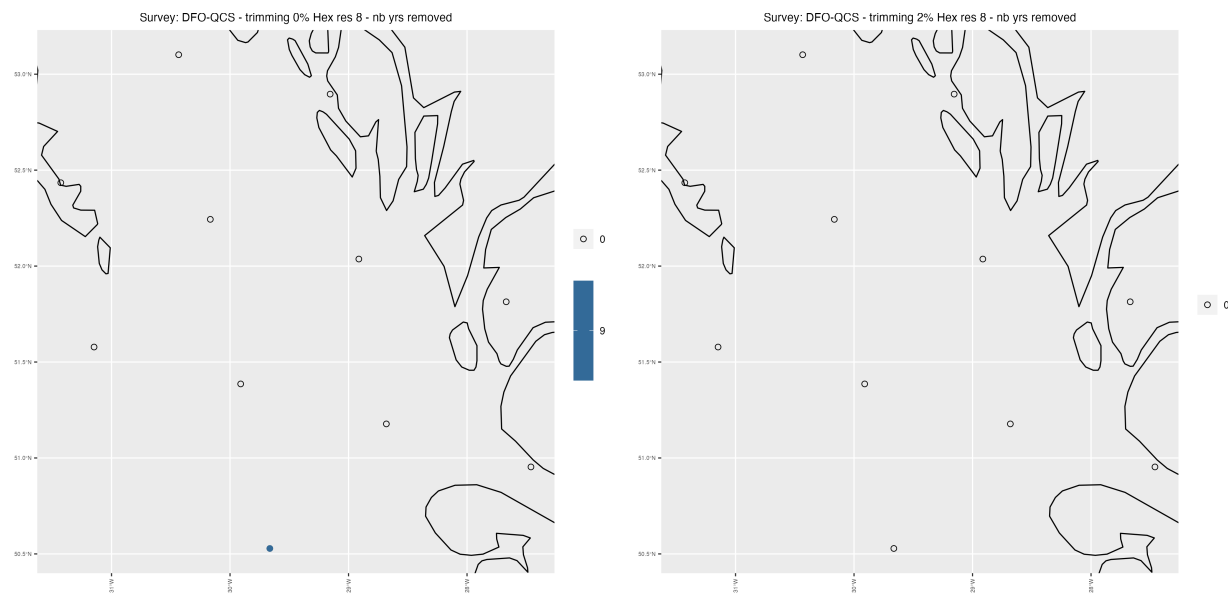 Survey: DFO-QCS - trimming 0% Hex res 8 - nb yrs removed
53.0°N
52.5°N
52.0°N
51.5°N
51.0°N
50.5°N
31°W
30°W
29°W
28°W
0
9
Survey: DFO-QCS - trimming 2% Hex res 8 - nb yrs removed
53.0°N
52.5°N
52.0°N
51.5°N
51.0°N
50.5°N
31°W
30°W
29°W
28°W
0